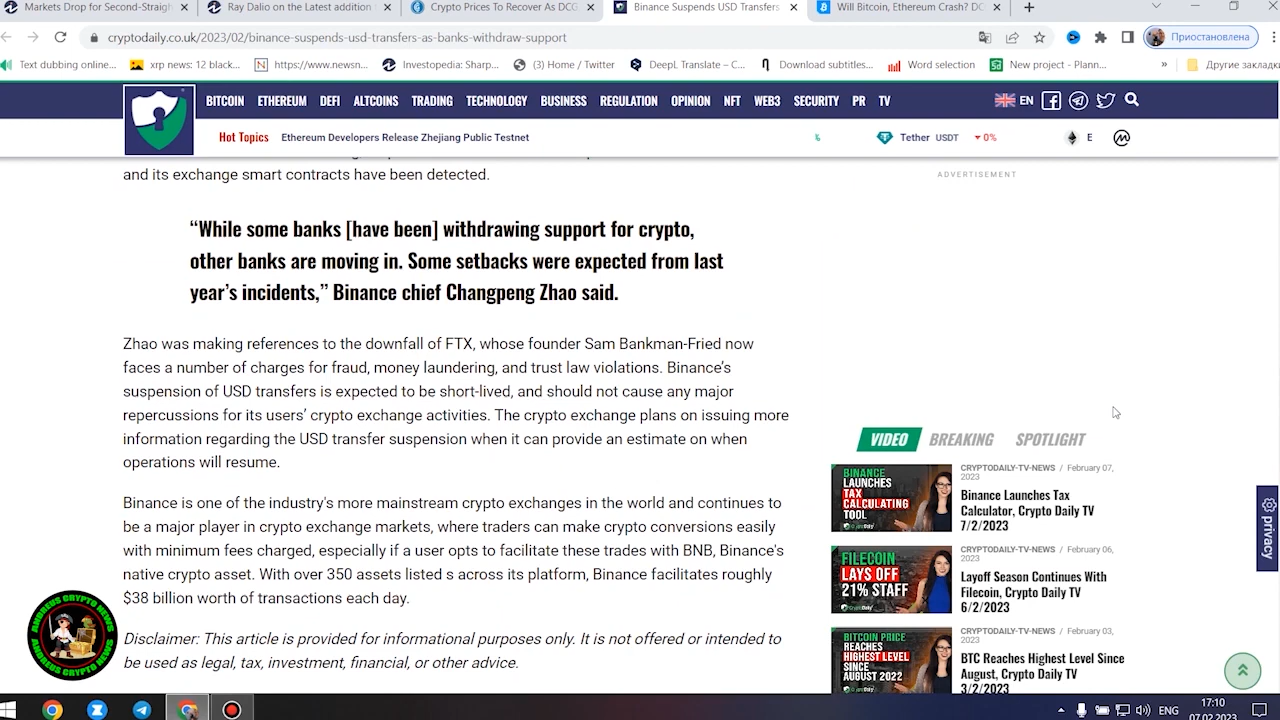 Markets Drop for Second-Straigh
Ray Dalio on the Latest addition
Crypto Prices To Recover As DCG
Binance Suspends USD Transfers
Will Bitcoin, Ethereum Crash? DC
cryptodaily.co.uk/2023/02/binance-suspends-usd-transfers-as-banks-withdraw-support
Приостановлена
Text dubbing online...
xrp news: 12 black...
https://www.newsn...
Investopedia: Sharp...
(3) Home / Twitter
DeepL Translate – C...
Download subtitles...
Word selection
New project - Plann...
»
Другие закладки
BITCOIN ETHEREUM DEFI ALTCOINS TRADING TECHNOLOGY BUSINESS REGULATION OPINION NFT WEB3 SECURITY PR TV
EN
Hot Topics
Ethereum Developers Release Zhejiang Public Testnet
Tether USDT 0%
E
and its exchange smart contracts have been detected.
ADVERTISEMENT
“While some banks [have been] withdrawing support for crypto,
other banks are moving in. Some setbacks were expected from last
year’s incidents,” Binance chief Changpeng Zhao said.
Zhao was making references to the downfall of FTX, whose founder Sam Bankman-Fried now
faces a number of charges for fraud, money laundering, and trust law violations. Binance’s
suspension of USD transfers is expected to be short-lived, and should not cause any major
repercussions for its users’ crypto exchange activities. The crypto exchange plans on issuing more
information regarding the USD transfer suspension when it can provide an estimate on when
operations will resume.
Binance is one of the industry's more mainstream crypto exchanges in the world and continues to
be a major player in crypto exchange markets, where traders can make crypto conversions easily
with minimum fees charged, especially if a user opts to facilitate these trades with BNB, Binance's
native crypto asset. With over 350 assets listed s across its platform, Binance facilitates roughly
$38 billion worth of transactions each day.
Disclaimer: This article is provided for informational purposes only. It is not offered or intended to
be used as legal, tax, investment, financial, or other advice.
VIDEO BREAKING SPOTLIGHT
BINANCE
LAUNCHES
TAX
CALCULATING
TOOL
CRYPTODAILY-TV-NEWS / February 07,
2023
Binance Launches Tax
Calculator, Crypto Daily TV
7/2/2023
FILECOIN
LAYS OFF
21% STAFF
CRYPTODAILY-TV-NEWS / February 06,
2023
Layoff Season Continues With
Filecoin, Crypto Daily TV
6/2/2023
BITCOIN PRICE
REACHES
HIGHEST LEVEL
SINCE
AUGUST 2022
CRYPTODAILY-TV-NEWS / February 03,
2023
BTC Reaches Highest Level Since
August, Crypto Daily TV
3/2/2023
privacy
ANDREUS CRYPTO NEWS
ANDREUS CRYPTO NEWS
ENG
17:10
07.02.2023